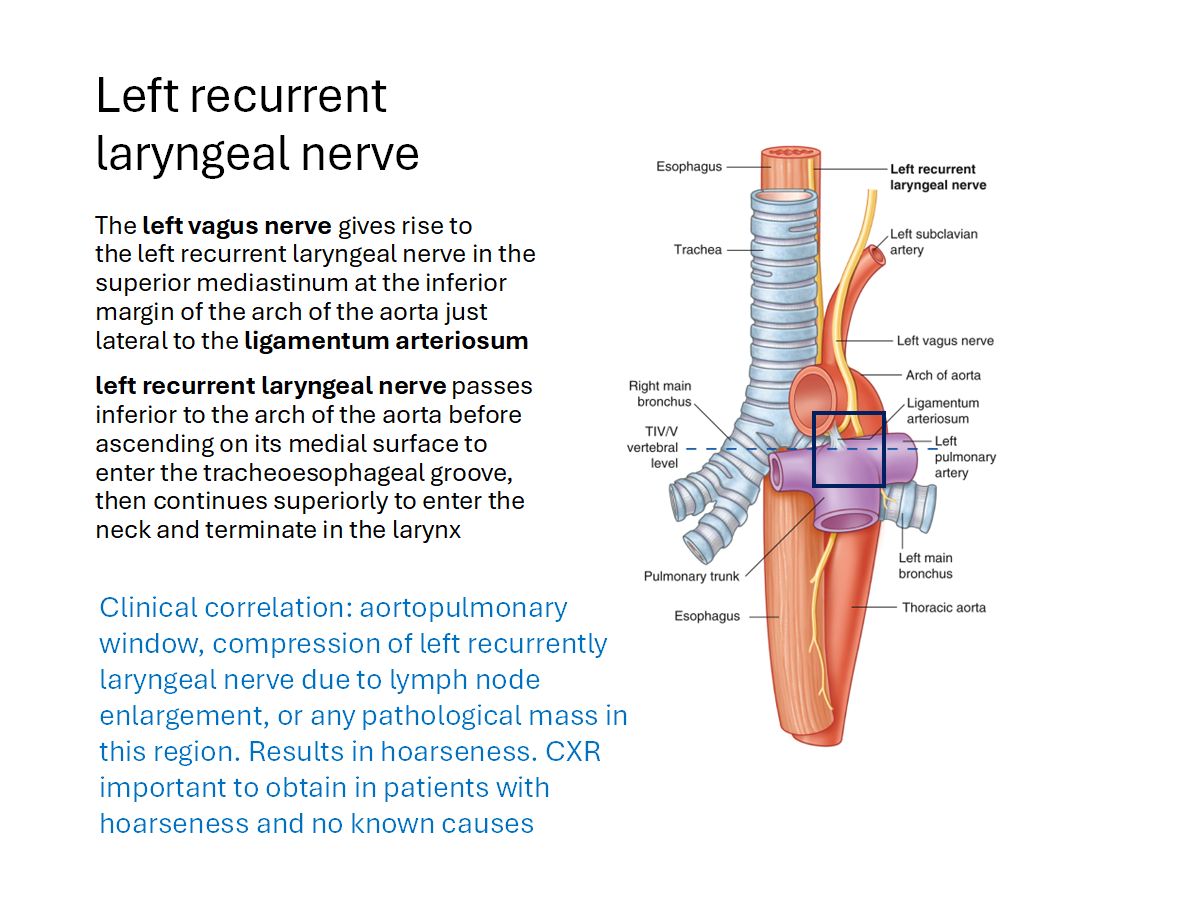 Left recurrent
laryngeal nerve
The left vagus nerve gives rise to
the left recurrent laryngeal nerve in the
superior mediastinum at the inferior
margin of the arch of the aorta just
lateral to the ligamentum arteriosum
left recurrent laryngeal nerve passes
inferior to the arch of the aorta before
ascending on its medial surface to
enter the tracheoesophageal groove,
then continues superiorly to enter the
neck and terminate in the larynx
Clinical correlation: aortopulmonary
window, compression of left recurrently
laryngeal nerve due to lymph node
enlargement, or any pathological mass in
this region. Results in hoarseness. CXR
important to obtain in patients with
hoarseness and no known causes
Esophagus
Left recurrent
laryngeal nerve
Trachea
Left subclavian
artery
Left vagus nerve
Arch of aorta
Right main
bronchus
Ligamentum
arteriosum
TIV/V
vertebral
level
Left
pulmonary
artery
Left main
bronchus
Pulmonary trunk
Esophagus
Thoracic aorta